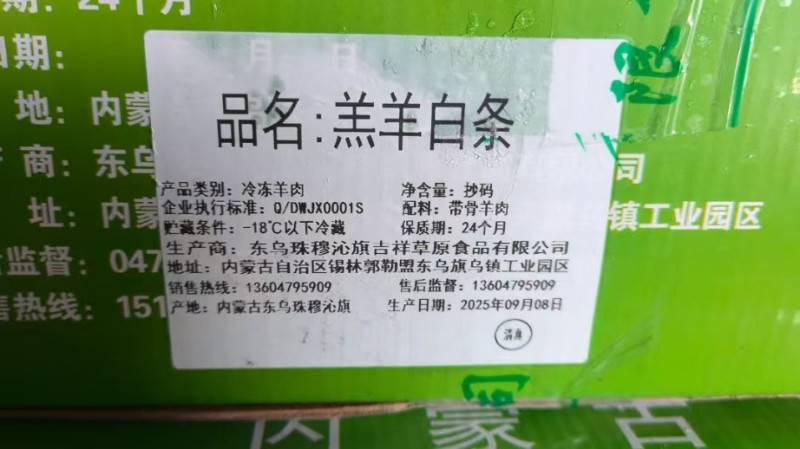 期: 24个月
日期:
月 日
地: 内蒙
商: 东乌
司
址:
镇工业园区
监督: 047
售热线: 151
限
品名:羔羊白条
产品类别: 冷冻羊肉 净含量: 抄码
企业执行标准: Q/DWJX0001S 配料: 带骨羊肉
贮藏条件: -18℃以下冷藏 保质期: 24个月
生产商: 东乌珠穆沁旗吉祥草原食品有限公司
地址: 内蒙古自治区锡林郭勒盟东乌旗乌镇工业园区
销售热线: 13604795909 售后监督: 13604795909
产地: 内蒙古东乌珠穆沁旗 生产日期: 2025年09月08日
清真
司
内蒙古